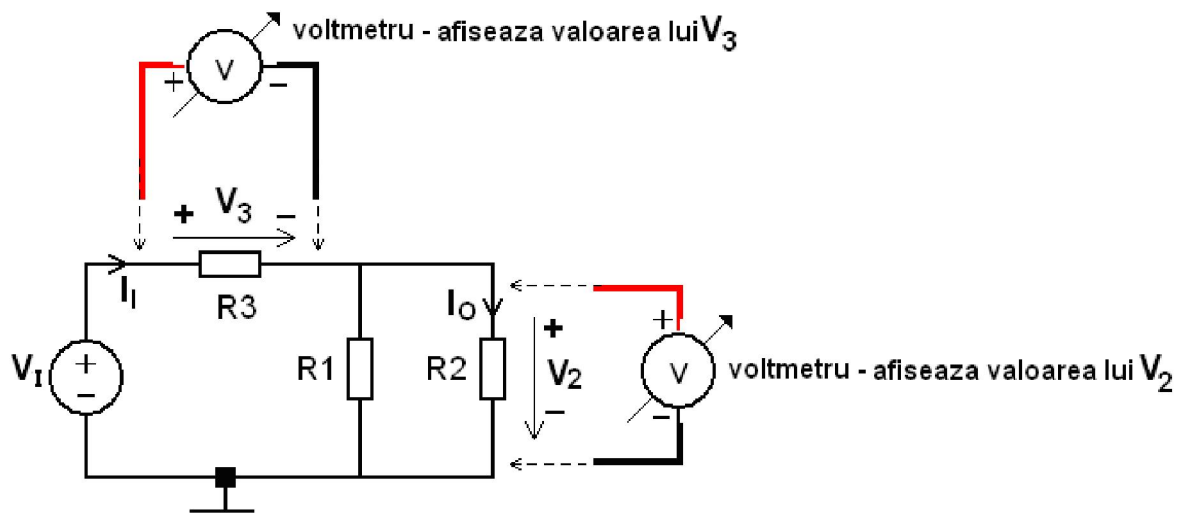 voltmetru - afiseaza valoarea lui V3
+ V -
+ V3 -
II
R3
IO
+
VI
+
-
R1
R2
V2
-
+
V
-
voltmetru - afiseaza valoarea lui V2